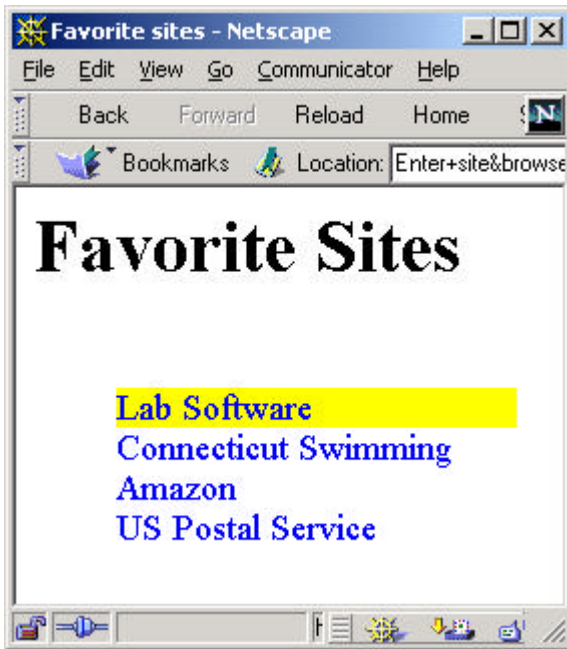 Favorite sites - Netscape
File Edit View Go Communicator Help
Back Forward Reload Home
N
Bookmarks Location: Enter+site&browse
Favorite Sites
Lab Software
Connecticut Swimming
Amazon
US Postal Service